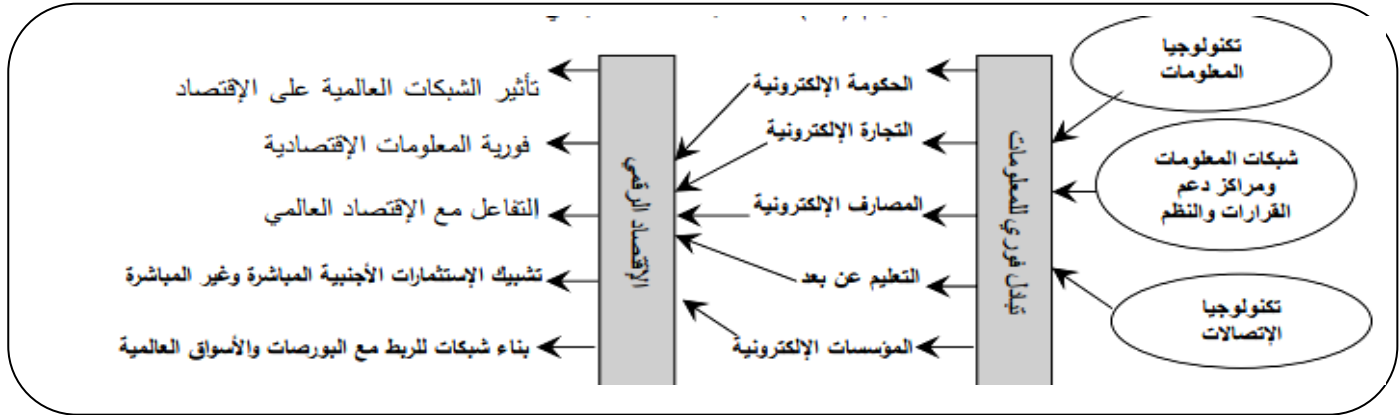 تكنولوجيا
المعلومات
شبكات المعلومات
ومراكز دعم
القرارات والنظم
تكنولوجيا
الإتصالات
تبادل فوري للمعلومات
الحكومة الإلكترونية
التجارة الإلكترونية
المصارف الإلكترونية
التعليم عن بعد
المؤسسات الإلكترونية
الإقتصاد الرقمي
تأثير الشبكات العالمية على الإقتصاد
فورية المعلومات الإقتصادية
التفاعل مع الإقتصاد العالمي
تشبيك الإستثمارات الأجنبية المباشرة وغير المباشرة
بناء شبكات للربط مع البورصات والأسواق العالمية